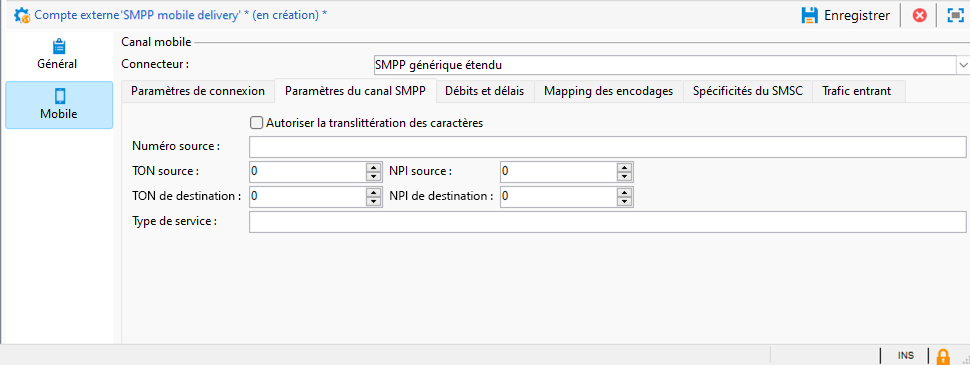 Compte externe'SMPP mobile delivery' * (en création) *
Enregistrer
Général
Mobile
Canal mobile
Connecteur :
SMPP générique étendu
Paramètres de connexion
Paramètres du canal SMPP
Débits et délais
Mapping des encodages
Spécificités du SMSC
Trafic entrant
Autoriser la translittération des caractères
Numéro source :
TON source :
0
NPI source :
0
TON de destination :
0
NPI de destination :
0
Type de service :
INS